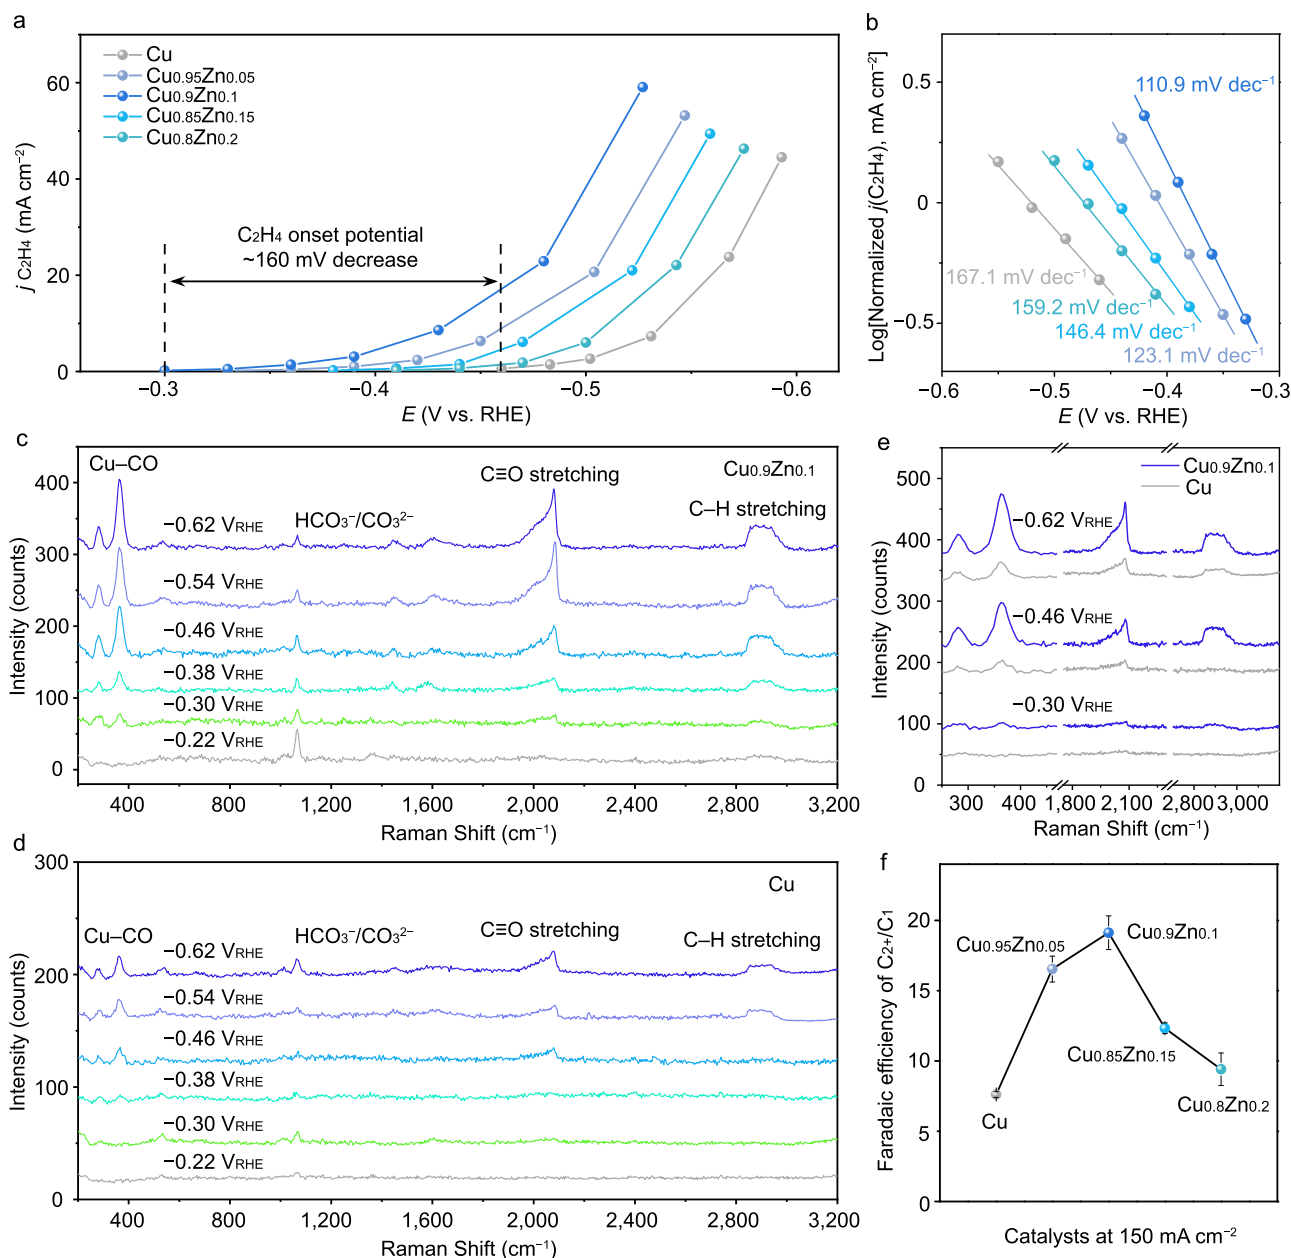 a
Cu
Cu0.95Zn0.05
Cu0.9Zn0.1
Cu0.85Zn0.15
Cu0.8Zn0.2
C2H4 onset potential
~160 mV decrease
j C2H4 (mA cm−2)
60
40
20
0
−0.3
−0.4
−0.5
−0.6
E (V vs. RHE)
b
110.9 mV dec−1
167.1 mV dec−1
159.2 mV dec−1
146.4 mV dec−1
123.1 mV dec−1
Log[Normalized j(C2H4), mA cm−2]
0.5
0
−0.5
−0.6
−0.5
−0.4
−0.3
E (V vs. RHE)
c
Cu–CO
C≡O stretching
Cu0.9Zn0.1
HCO3−/CO32−
C–H stretching
−0.62 VRHE
−0.54 VRHE
−0.46 VRHE
−0.38 VRHE
−0.30 VRHE
−0.22 VRHE
Intensity (counts)
400
300
200
100
0
400
800
1,200
1,600
2,000
2,400
2,800
3,200
Raman Shift (cm−1)
d
Cu
Cu–CO
HCO3−/CO32−
C≡O stretching
C–H stretching
−0.62 VRHE
−0.54 VRHE
−0.46 VRHE
−0.38 VRHE
−0.30 VRHE
−0.22 VRHE
Intensity (counts)
300
200
100
0
400
800
1,200
1,600
2,000
2,400
2,800
3,200
Raman Shift (cm−1)
e
Cu0.9Zn0.1
Cu
−0.62 VRHE
−0.46 VRHE
−0.30 VRHE
Intensity (counts)
500
400
300
200
100
0
300
400
1,800
2,100
2,800
3,000
Raman Shift (cm−1)
f
Cu0.95Zn0.05
Cu0.9Zn0.1
Cu0.85Zn0.15
Cu0.8Zn0.2
Cu
Faradaic efficiency of C2+/C1
20
15
10
5
0
Catalysts at 150 mA cm−2